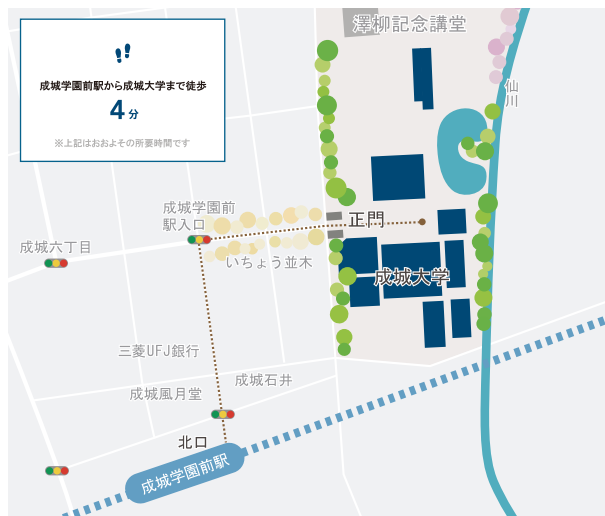 澤柳記念講堂
成城学園前駅から成城大学まで徒歩
4分
※上記はおおよその所要時間です
仙川
成城学園前
駅入口
正門
成城六丁目
いちょう並木
成城大学
三菱UFJ銀行
成城石井
成城風月堂
北口
成城学園前駅